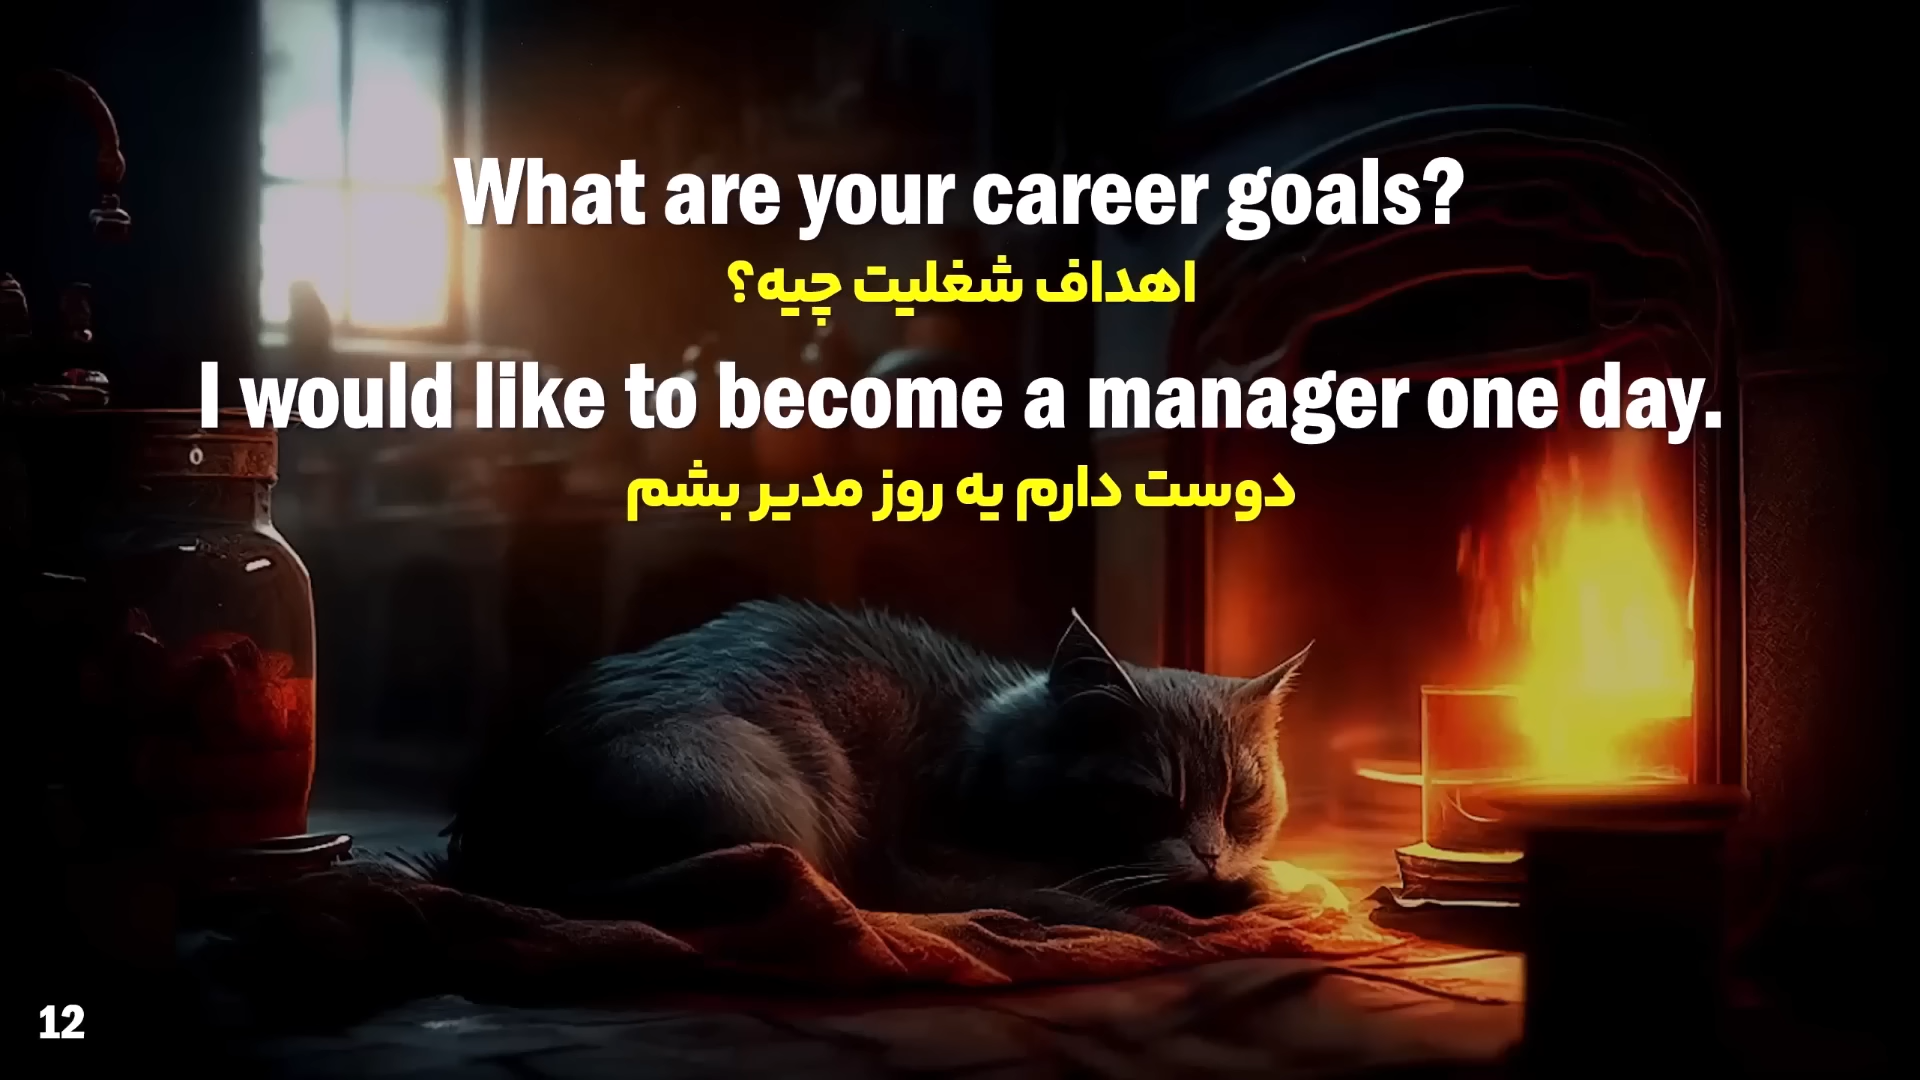 What are your career goals?
اهداف شغلیت چیه؟
I would like to become a manager one day.
دوست دارم یه روز مدیر بشم
12